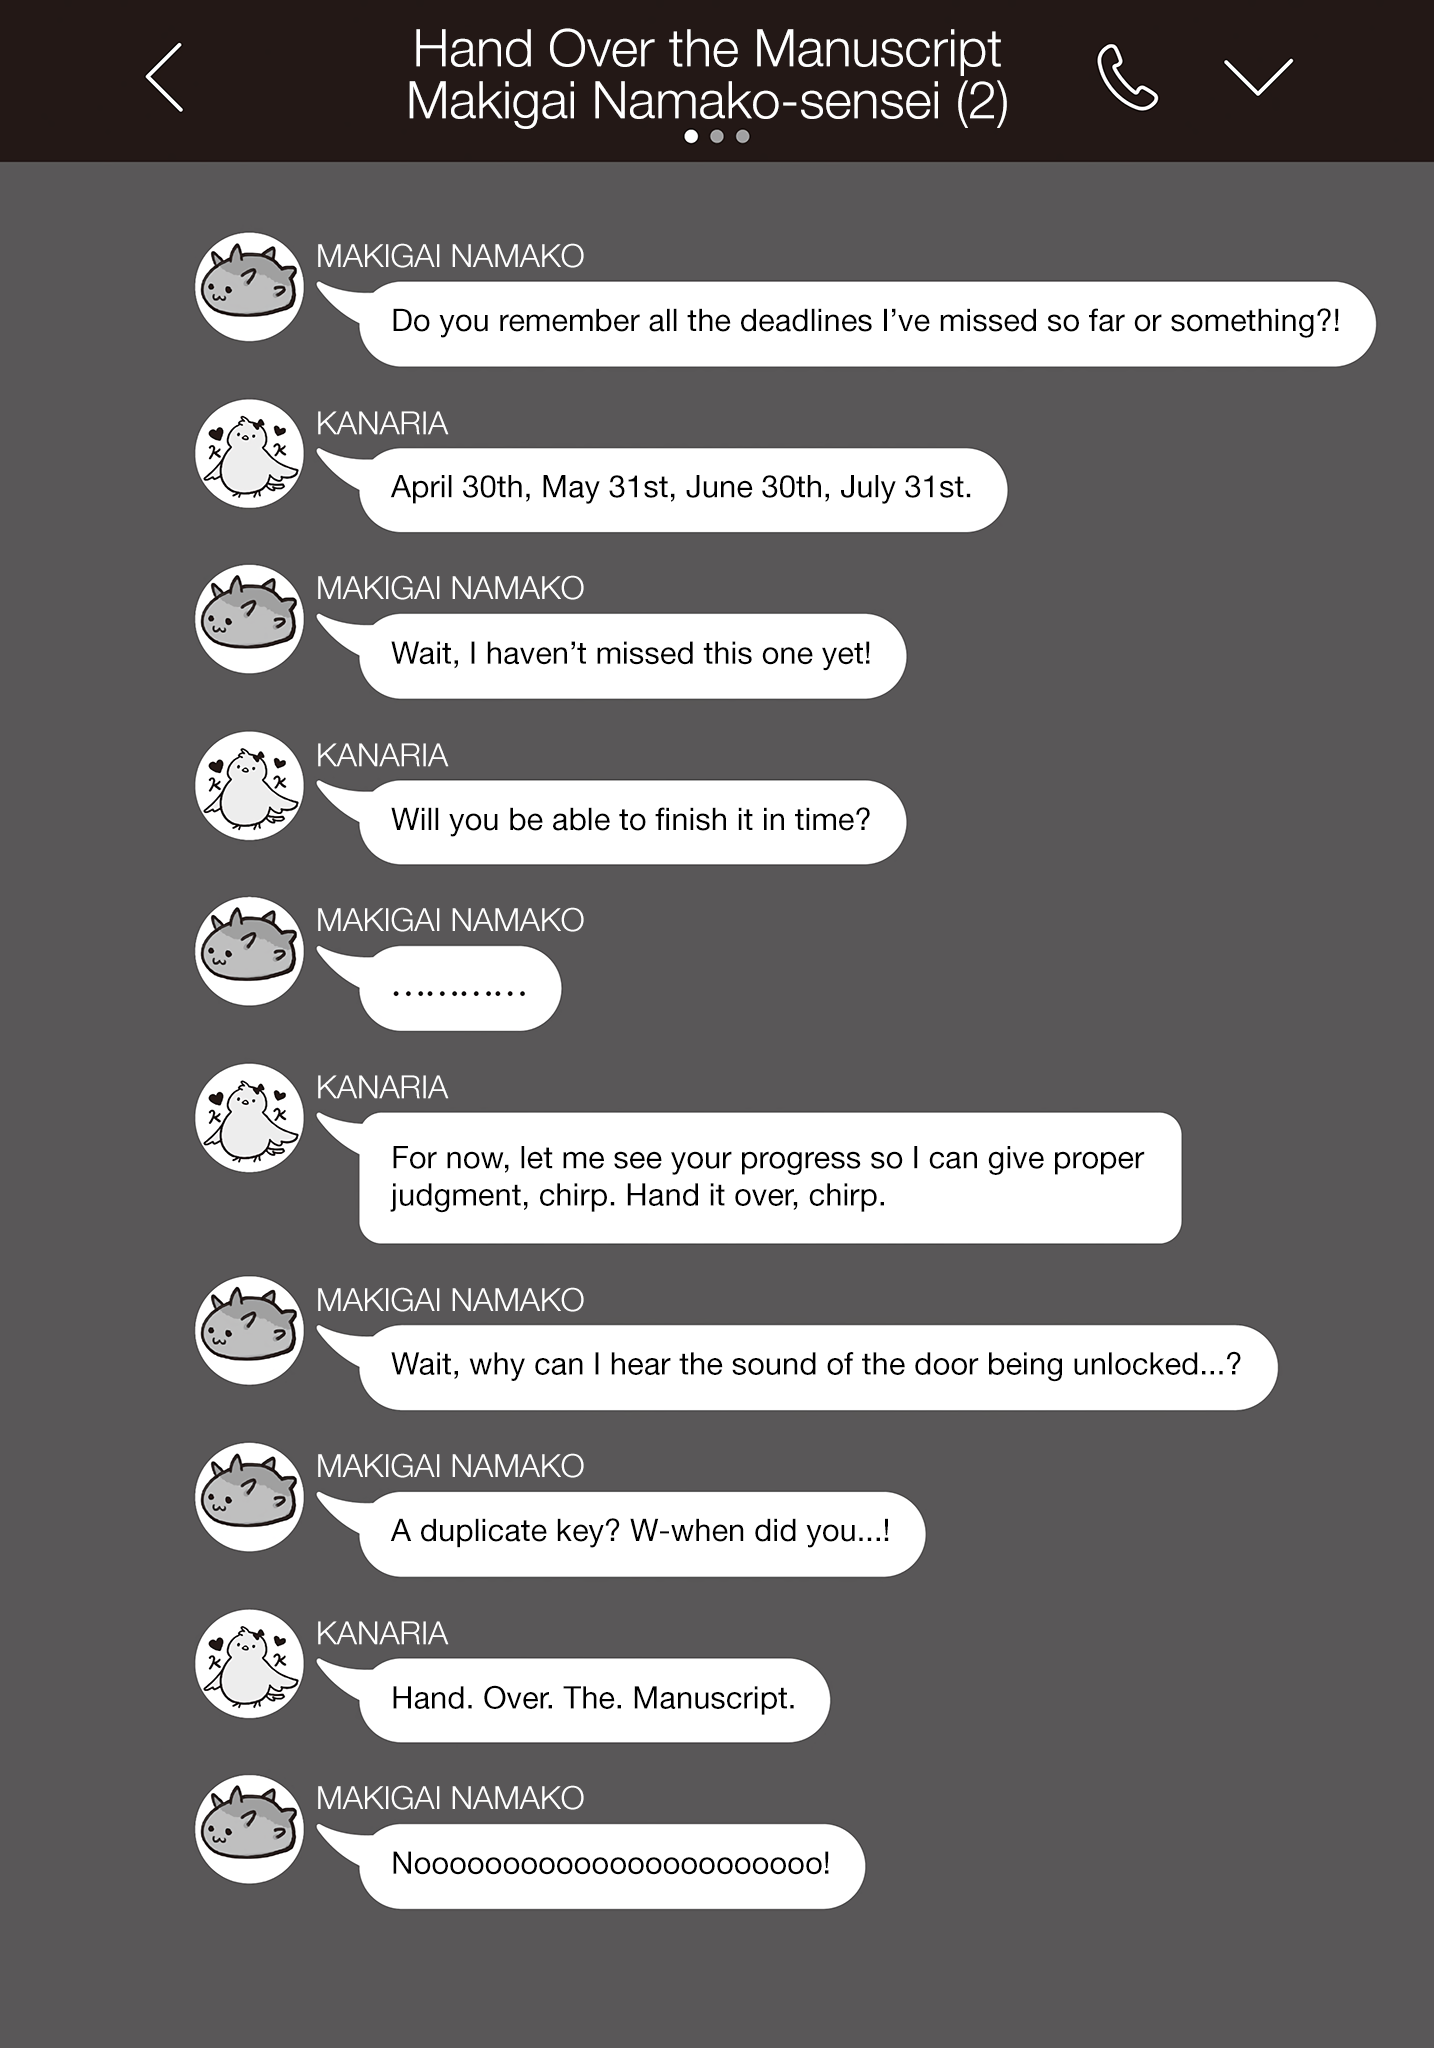 Hand Over the Manuscript
Makigai Namako-sensei (2)
MAKIGAI NAMAKO
Do you remember all the deadlines I’ve missed so far or something?!
KANARIA
April 30th, May 31st, June 30th, July 31st.
MAKIGAI NAMAKO
Wait, I haven’t missed this one yet!
KANARIA
Will you be able to finish it in time?
MAKIGAI NAMAKO
…………
KANARIA
For now, let me see your progress so I can give proper
judgment, chirp. Hand it over, chirp.
MAKIGAI NAMAKO
Wait, why can I hear the sound of the door being unlocked...?
MAKIGAI NAMAKO
A duplicate key? W-when did you...!
KANARIA
Hand. Over. The. Manuscript.
MAKIGAI NAMAKO
Nooooooooooooooooooooooo!